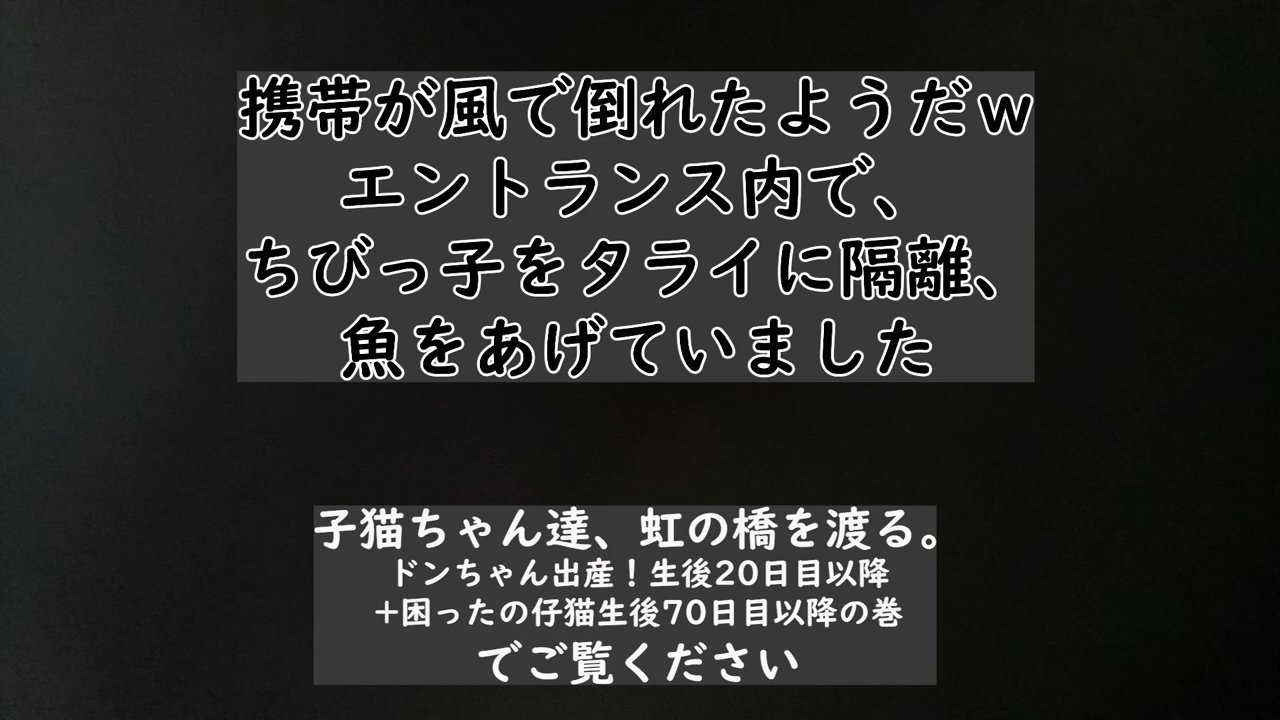 携帯が風で倒れたようだｗ
エントランス内で、
ちびっ子をタライに隔離、
魚をあげていました
子猫ちゃん達、虹の橋を渡る。
ドンちゃん出産！生後20日目以降
＋困ったの仔猫生後70日目以降の巻
でご覧ください